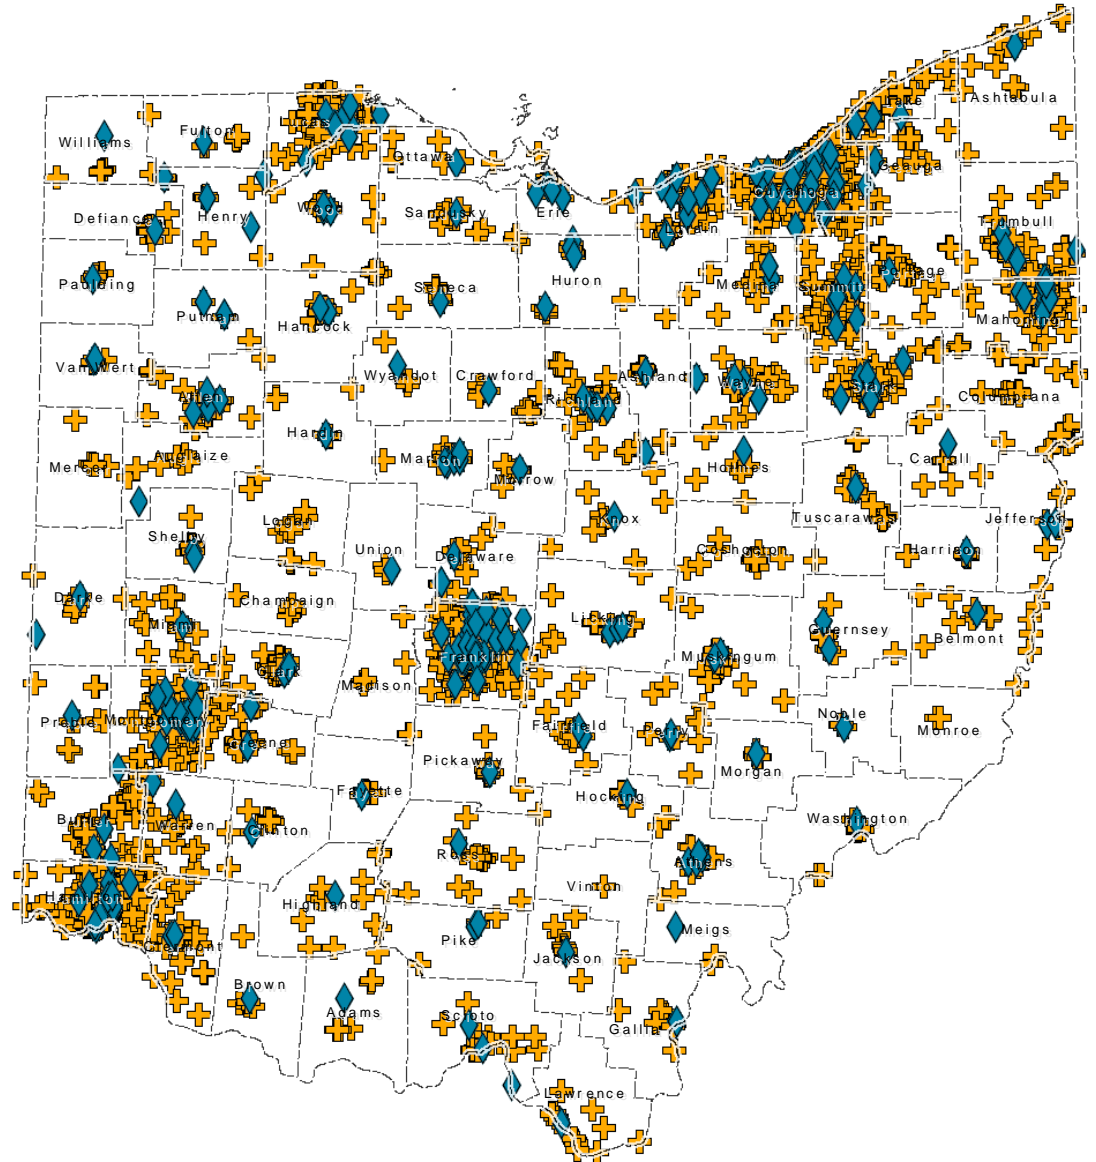 Lake
Ashtabula
Williams
Fulton
Lucas
Ottawa
Geauga
Cuyahoga
Defiance
Henry
Wood
Sandusky
Erie
Lorain
Trumbull
Paulding
Putnam
Hancock
Seneca
Huron
Medina
Summit
Portage
Mahoning
Van Wert
Allen
Wyandot
Crawford
Richland
Ashland
Wayne
Stark
Columbiana
Hardin
Mercer
Auglaize
Marion
Morrow
Holmes
Carroll
Shelby
Logan
Union
Delaware
Knox
Coshocton
Tuscarawas
Harrison
Jefferson
Darke
Miami
Champaign
Licking
Muskingum
Guernsey
Belmont
Clark
Madison
Franklin
Preble
Montgomery
Greene
Pickaway
Fairfield
Perry
Morgan
Noble
Monroe
Butler
Warren
Clinton
Fayette
Hocking
Washington
Hamilton
Clermont
Highland
Ross
Vinton
Athens
Brown
Adams
Pike
Jackson
Meigs
Scioto
Gallia
Lawrence